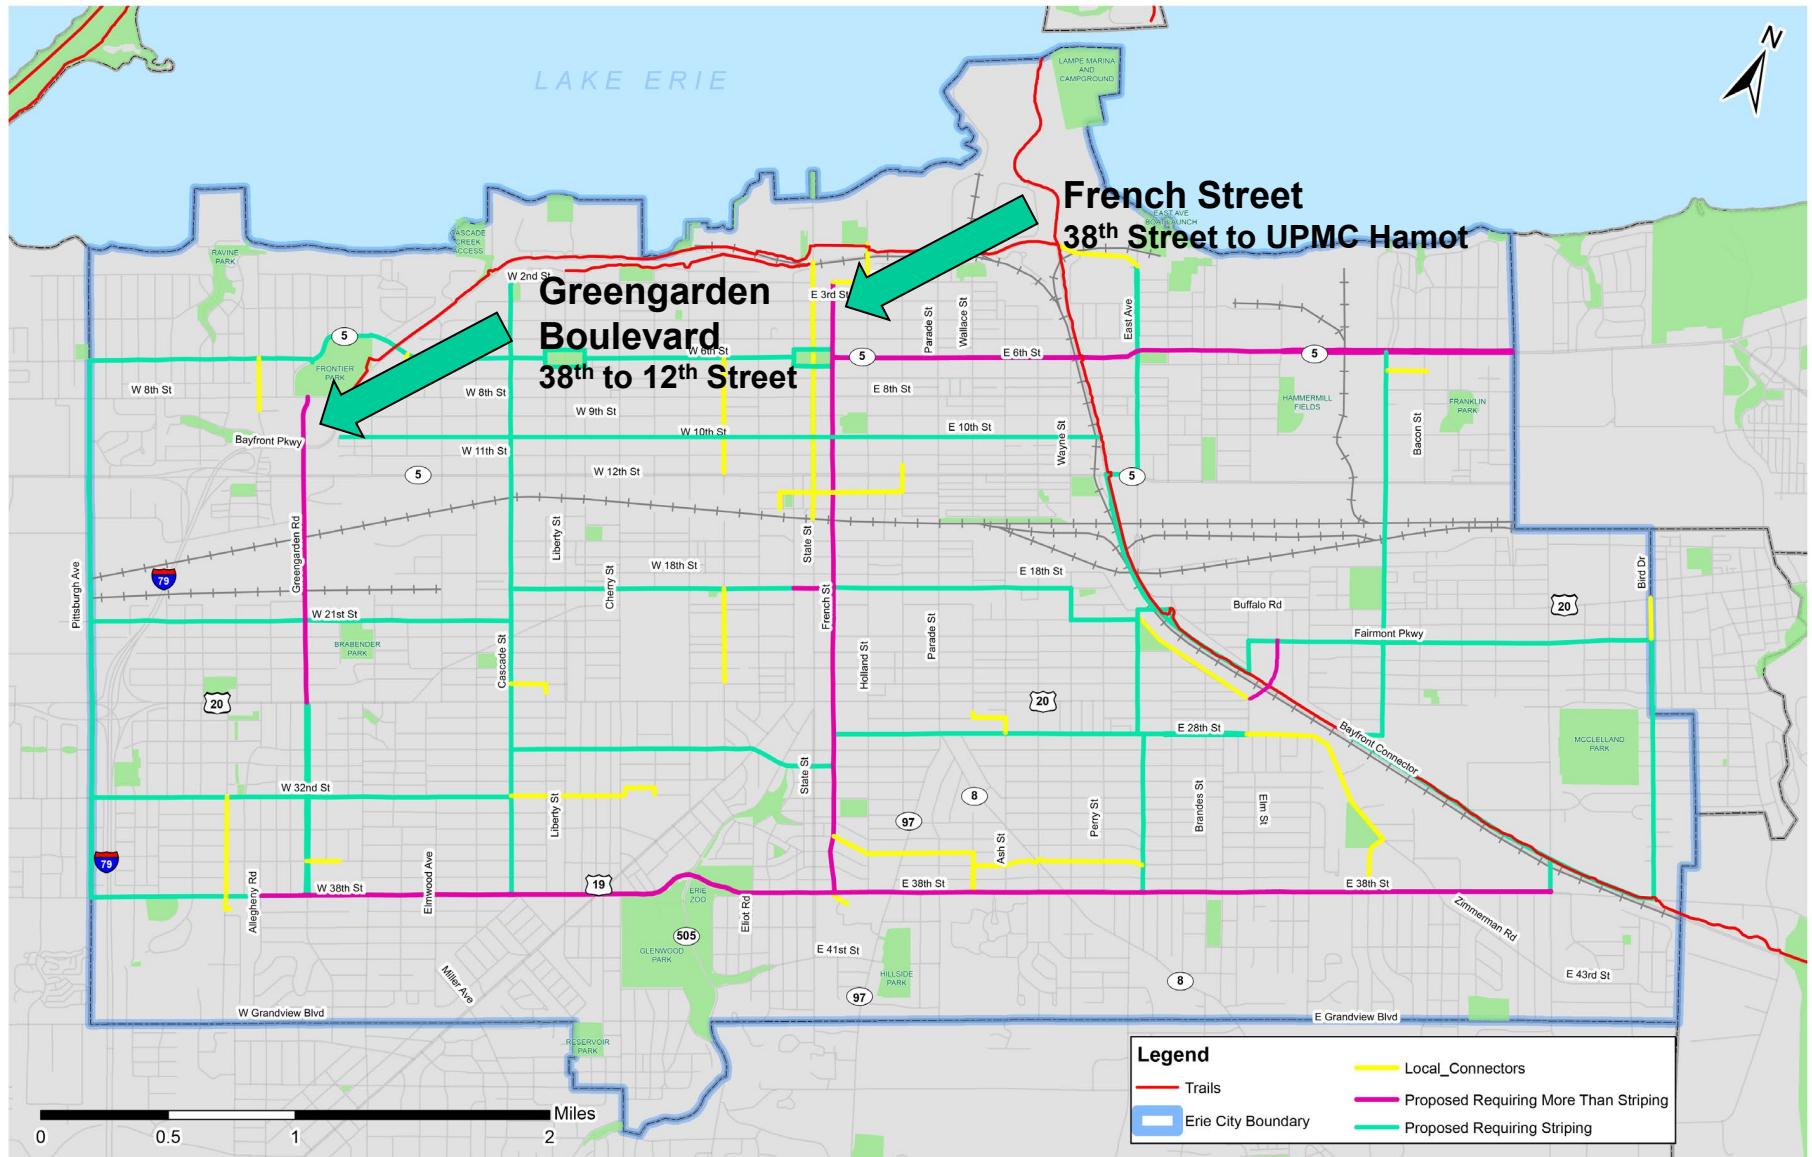 N
LAMPE MARINA
AND
CAMPGROUND
LAKE ERIE
French Street
38th Street to UPMC Hamot
EAST AVE
BOAT LAUNCH
CASCADE
CREEK
ACCESS
RAVINE
PARK
W 2nd St
Greengarden
Boulevard
38th to 12th Street
E 3rd St
Parade St
Wallace St
East Ave
5
W 6th St
5
E 6th St
5
FRONTIER
PARK
W 8th St
W 8th St
E 8th St
W 9th St
HAMMERMILL
FIELDS
FRANKLIN
PARK
Bacon St
Bayfront Pkwy
W 10th St
E 10th St
Wayne St
W 11th St
5
W 12th St
5
Greengarden Rd
Liberty St
State St
Pittsburgh Ave
79
Cherry St
W 18th St
French St
E 18th St
Bird Dr
20
Buffalo Rd
W 21st St
Fairmont Pkwy
BRABENDER
PARK
Cascade St
Holland St
Parade St
20
20
E 28th St
Bayfront Connector
MCCLELLAND
PARK
State St
W 32nd St
Liberty St
8
97
Ash St
Perry St
Brandes St
Elm St
79
Allegheny Rd
W 38th St
Elmwood Ave
19
ERIE
ZOO
Eliot Rd
E 38th St
E 38th St
Zimmerman Rd
505
GLENWOOD
PARK
E 41st St
HILLSIDE
PARK
Miller Ave
97
8
E 43rd St
W Grandview Blvd
E Grandview Blvd
RESERVOIR
PARK
Legend
Trails
Erie City Boundary
Local_Connectors
Proposed Requiring More Than Striping
Proposed Requiring Striping
Miles
0 0.5 1 2